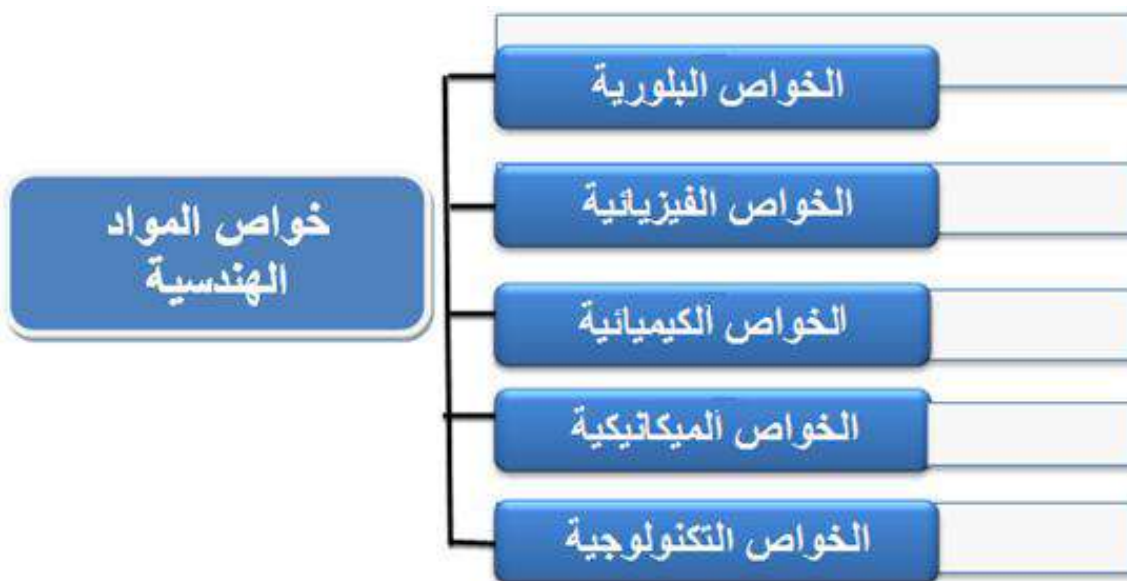 خواص المواد
الهندسية
الخواص البلورية
الخواص الفيزيائية
الخواص الكيميائية
الخواص الميكانيكية
الخواص التكنولوجية